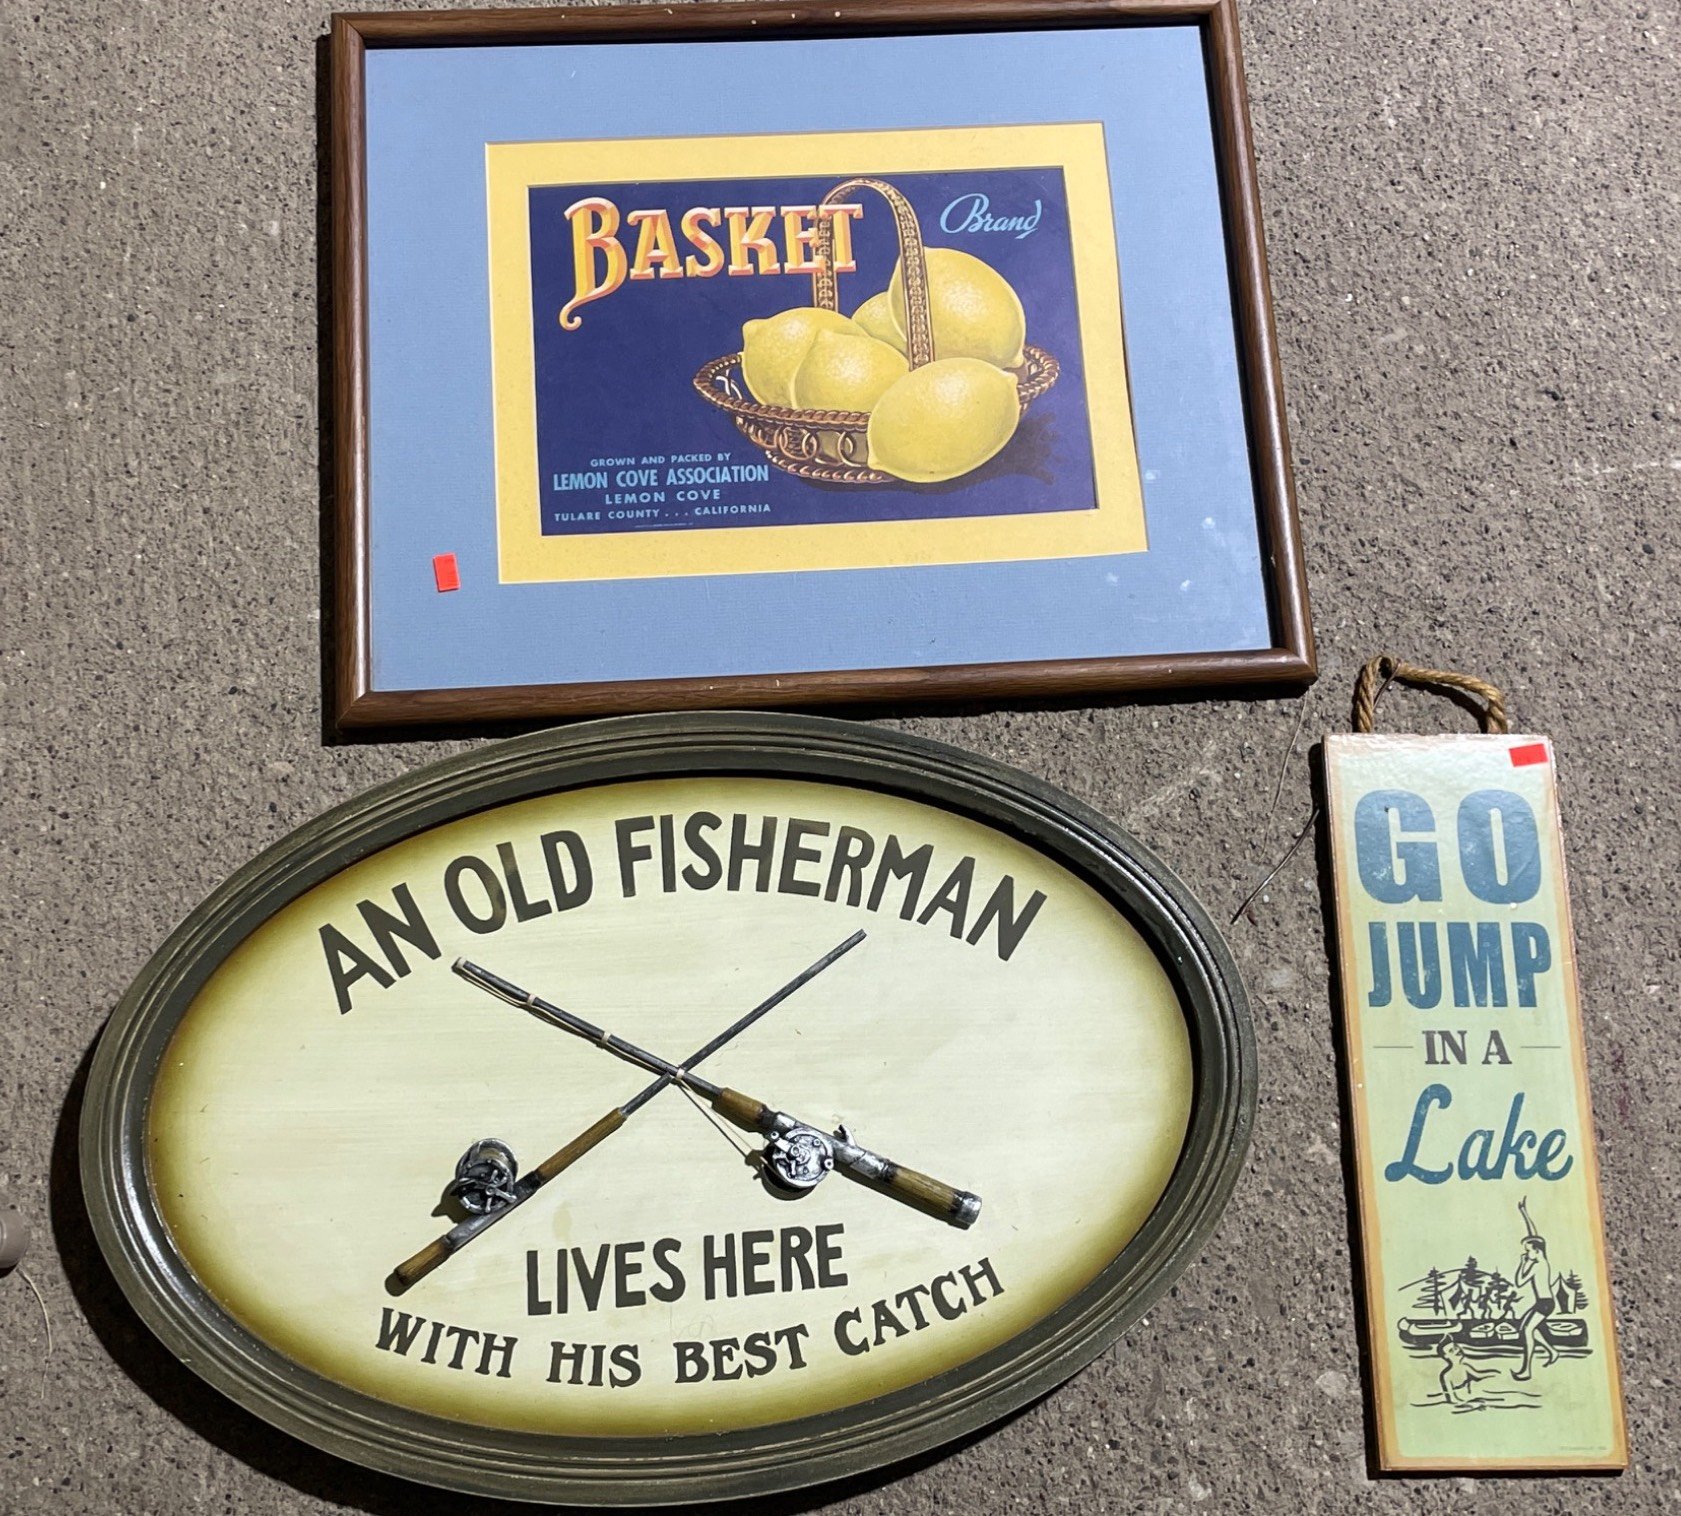 BASKET
Brand
GROWN AND PACKED BY
LEMON COVE ASSOCIATION
LEMON COVE
TULARE COUNTY . . . CALIFORNIA
AN OLD FISHERMAN
LIVES HERE
WITH HIS BEST CATCH
GO
JUMP
IN A
Lake